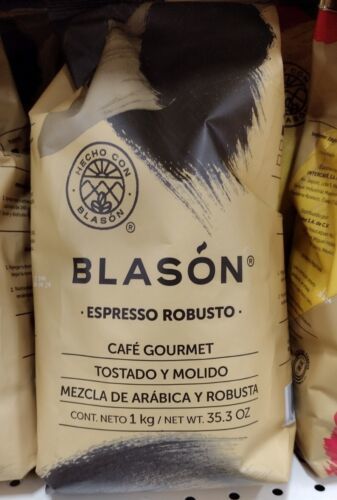 HECHO CON
BLASÓN
®
BLASÓN®
· ESPRESSO ROBUSTO ·
CAFÉ GOURMET
TOSTADO Y MOLIDO
MEZCLA DE ARÁBICA Y ROBUSTA
CONT. NETO 1 kg / NET WT. 35.3 OZ